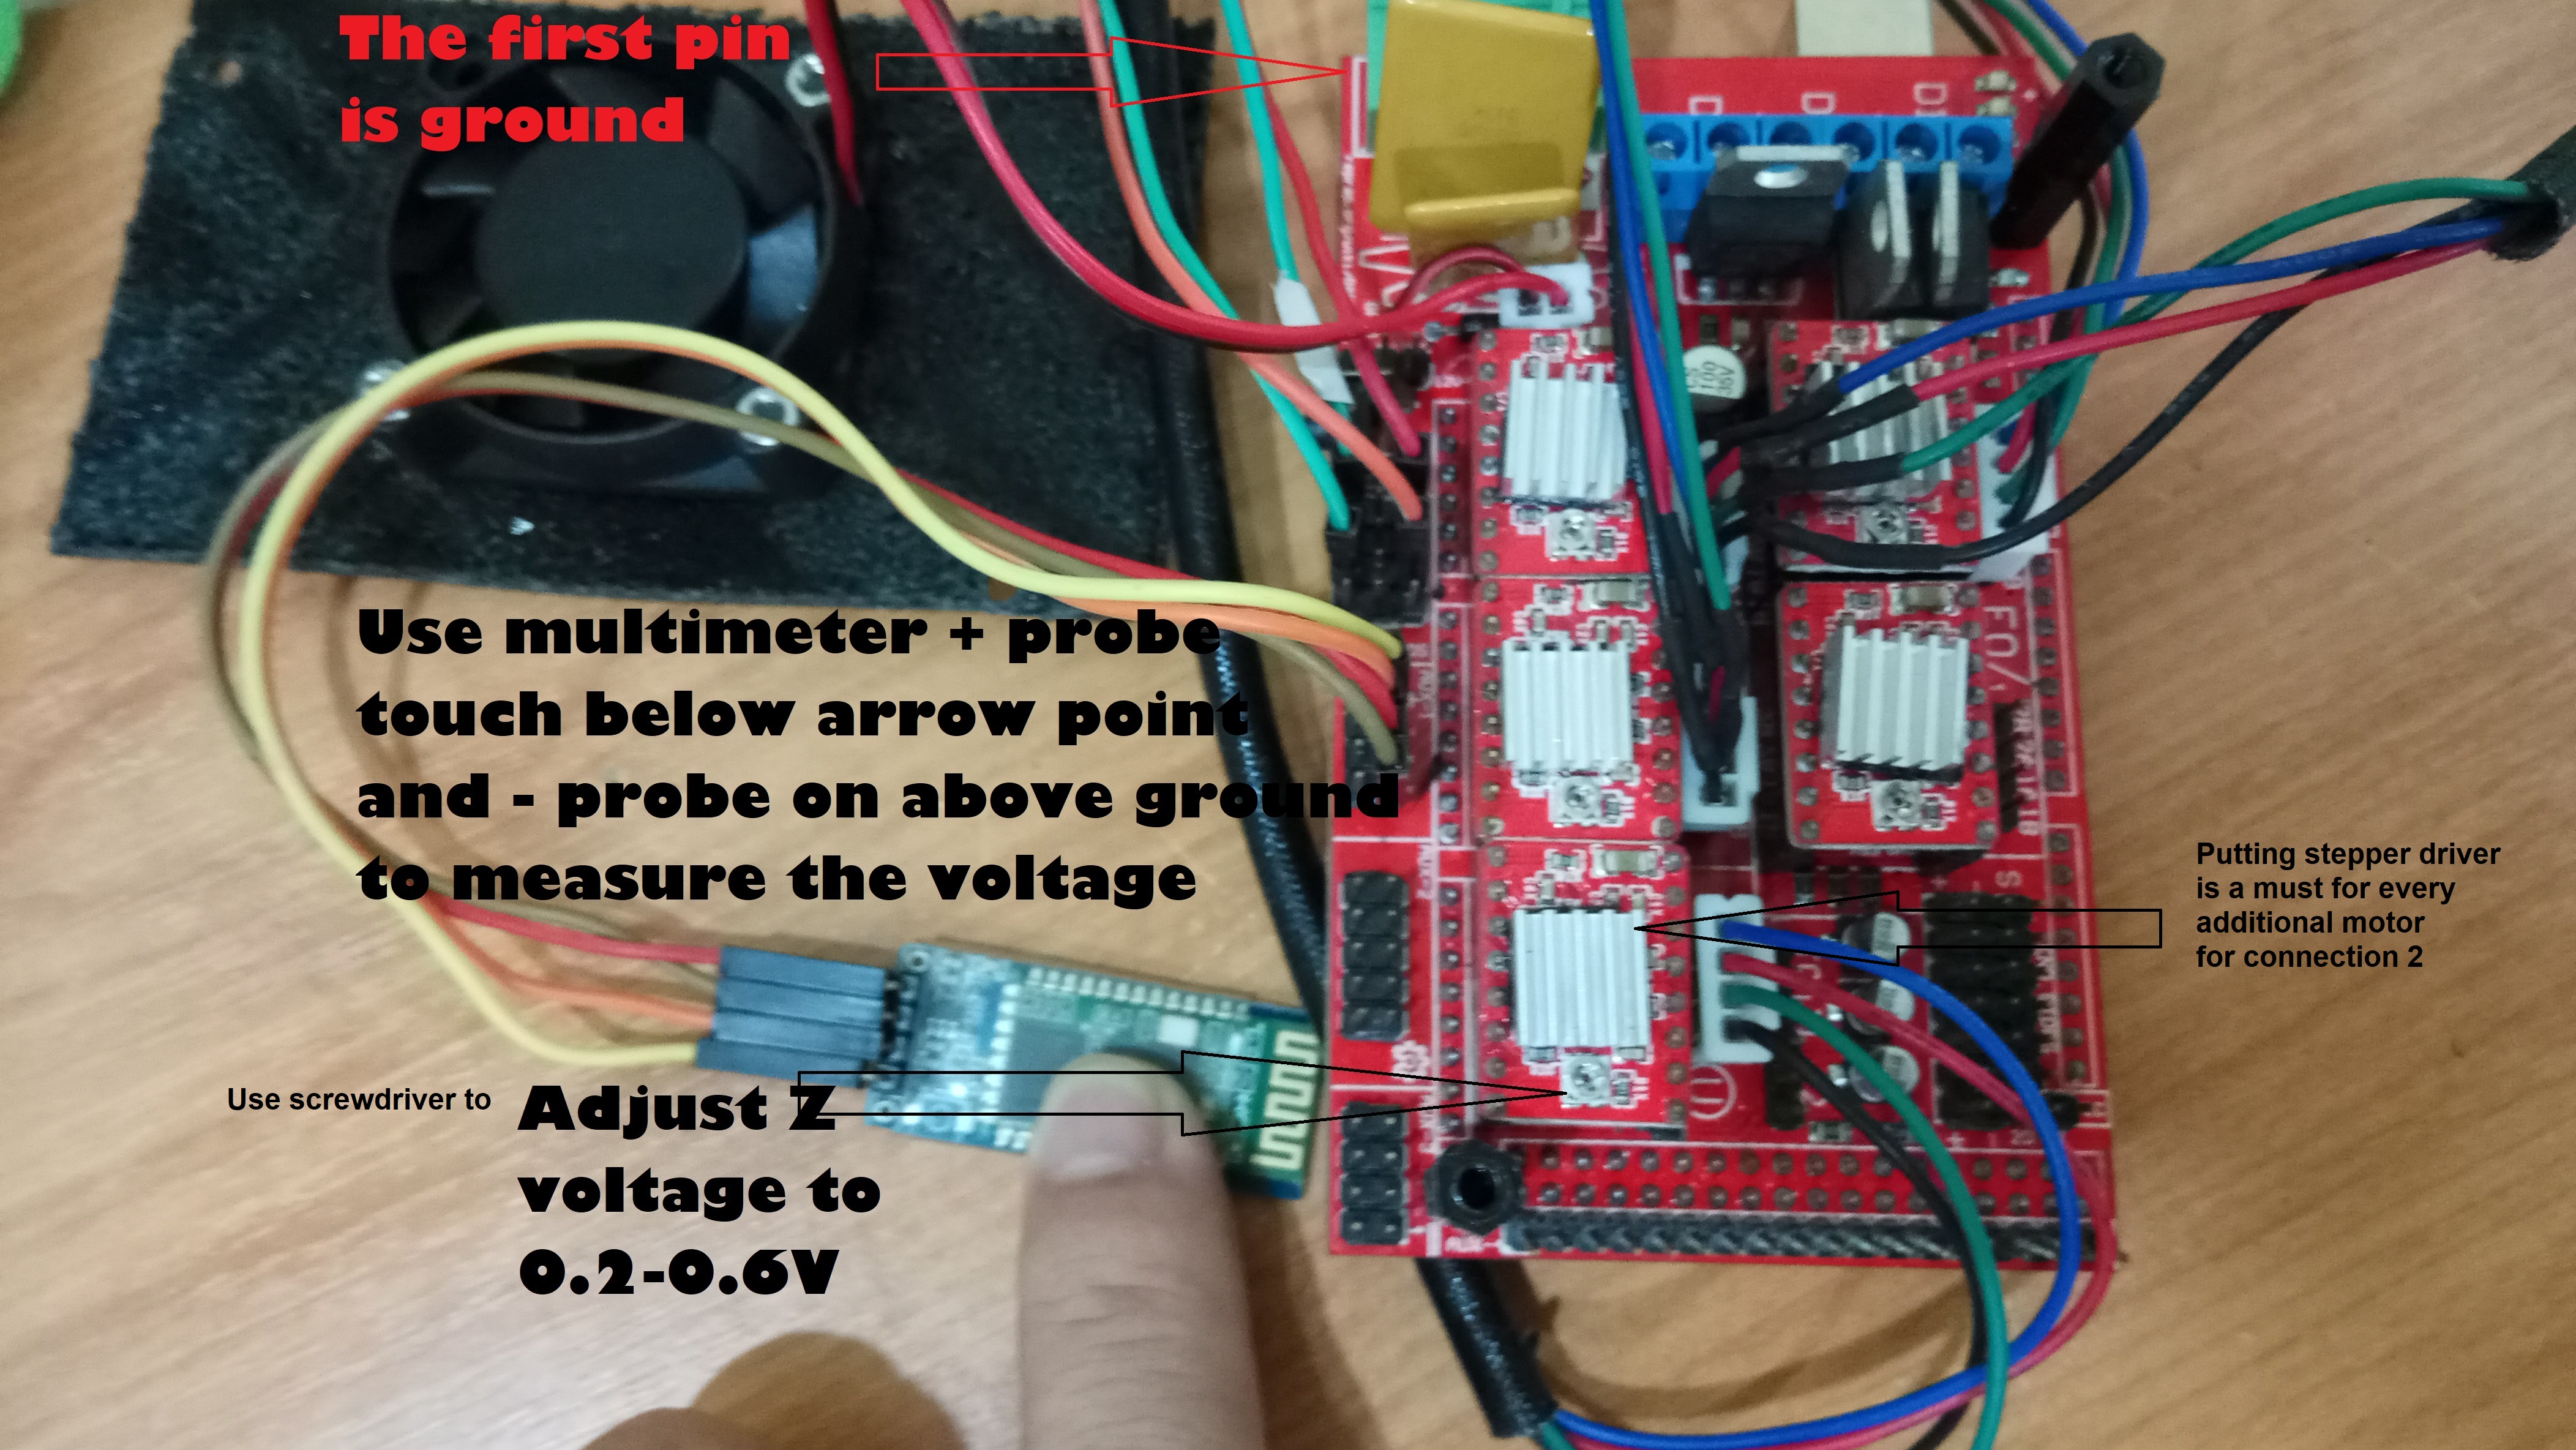 The first pin
is ground
Use multimeter + probe
touch below arrow point
and - probe on above ground
to measure the voltage
Putting stepper driver
is a must for every
additional motor
for connection 2
Use screwdriver to
Adjust Z
voltage to
0.2-0.6V
100
35V
D
D